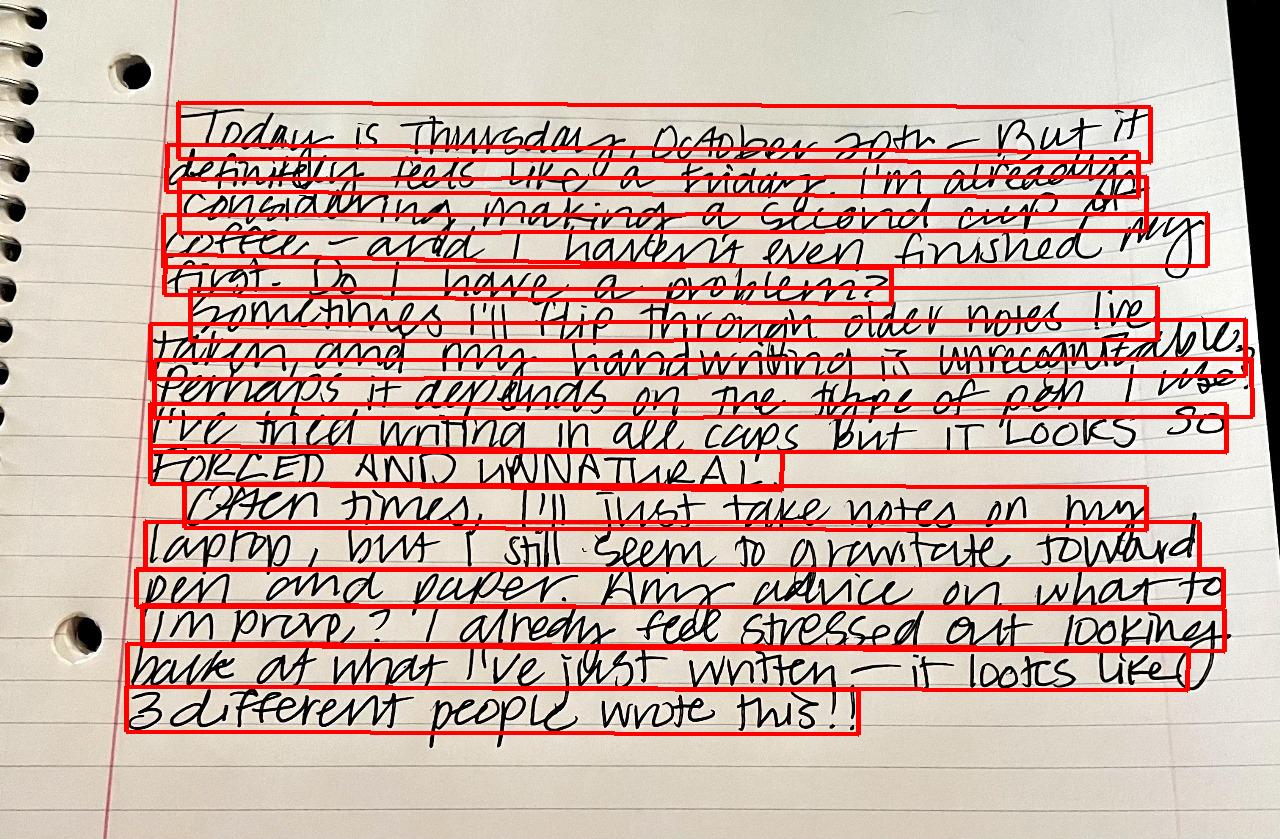 Today is Thursday, October 20th - But it
definitely feels like a Friday. I'm already
considering making a second cup of
coffee - and I haven't even finished my
first. Do I have a problem?
Sometimes I'll flip through older notes I've
taken, and my handwriting is unrecognizable.
Perhaps it depends on the type of pen I use.
I've tried writing in all caps but IT LOOKS SO
FORCED AND UNNATURAL.
Often times, I'll just take notes on my
laptop, but I still seem to gravitate toward
pen and paper. Any advice on what to
improve? I already feel stressed out looking
back at what I've just written - it looks like
3 different people wrote this!!